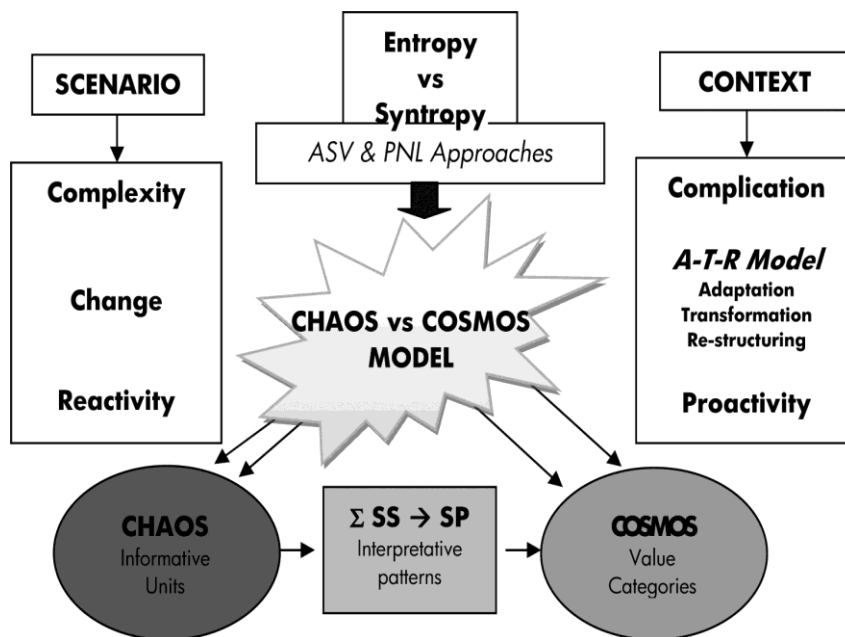 SCENARIO
Complexity
Change
Reactivity
Entropy
vs
Syntropy
ASV & PNL Approaches
CONTEXT
Complication
A-T-R Model
Adaptation
Transformation
Re-structuring
Proactivity
CHAOS vs COSMOS
MODEL
CHAOS
Informative
Units
Σ SS → SP
Interpretative
patterns
COSMOS
Value
Categories